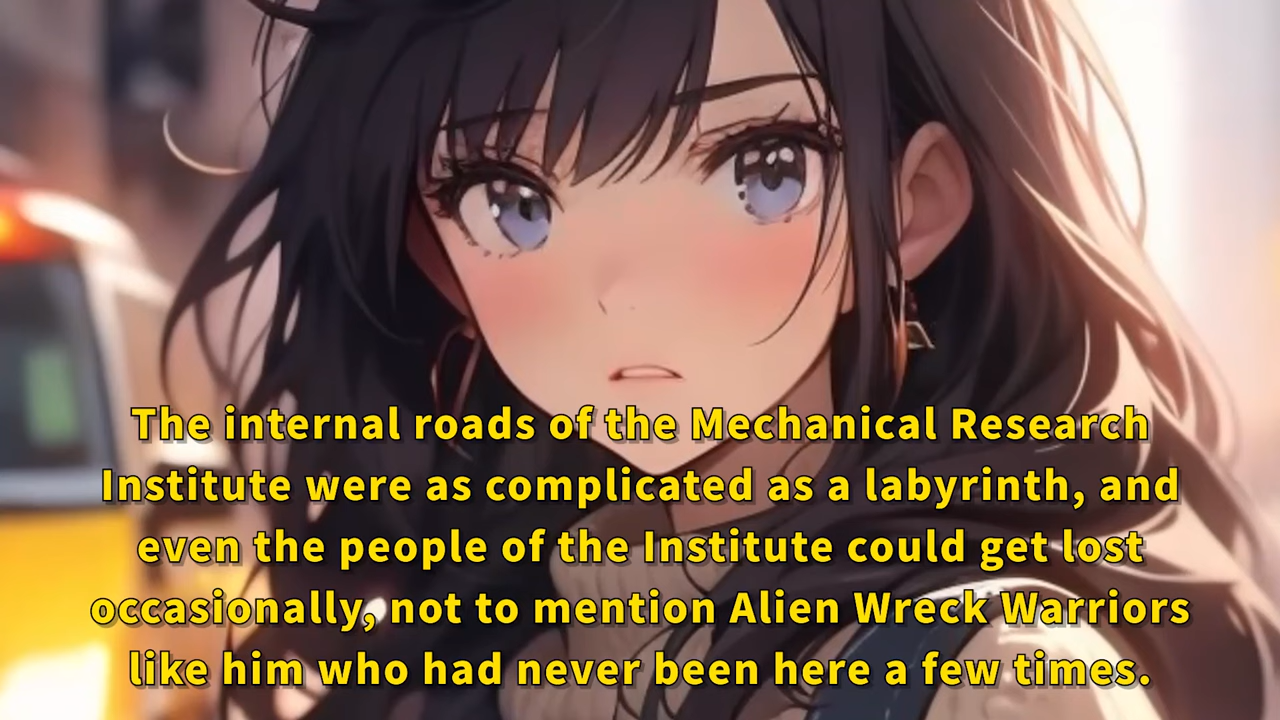 The internal roads of the Mechanical Research
Institute were as complicated as a labyrinth, and
even the people of the Institute could get lost
occasionally, not to mention Alien Wreck Warriors
like him who had never been here a few times.